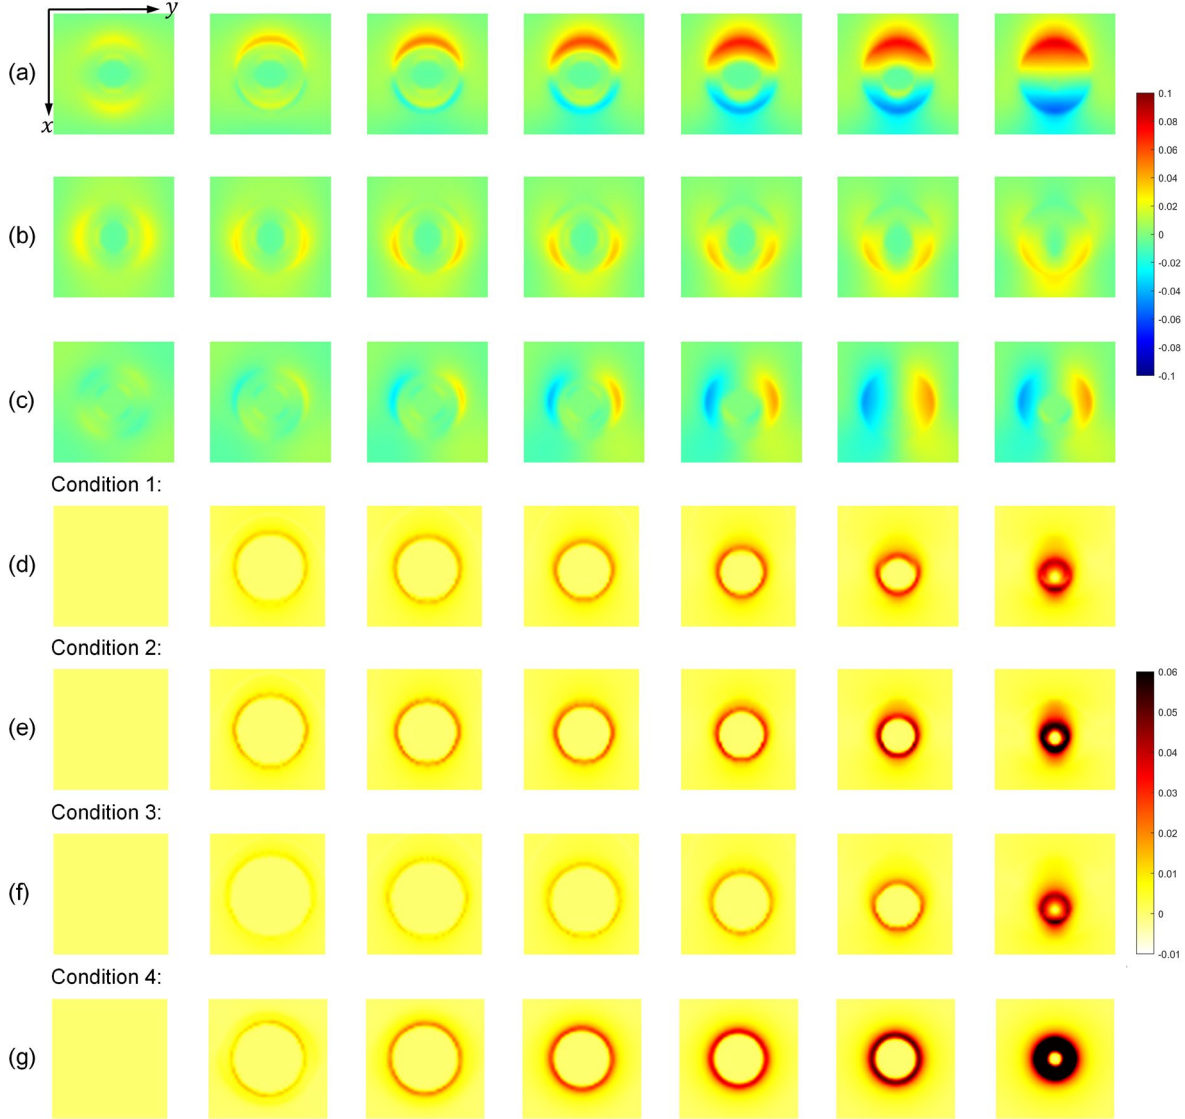 y
x
(a)
0.1
0.08
0.06
0.04
0.02
0
-0.02
-0.04
-0.06
-0.08
-0.1
(b)
(c)
Condition 1:
(d)
Condition 2:
(e)
0.06
0.05
0.04
0.03
0.02
0.01
0
-0.01
Condition 3:
(f)
Condition 4:
(g)